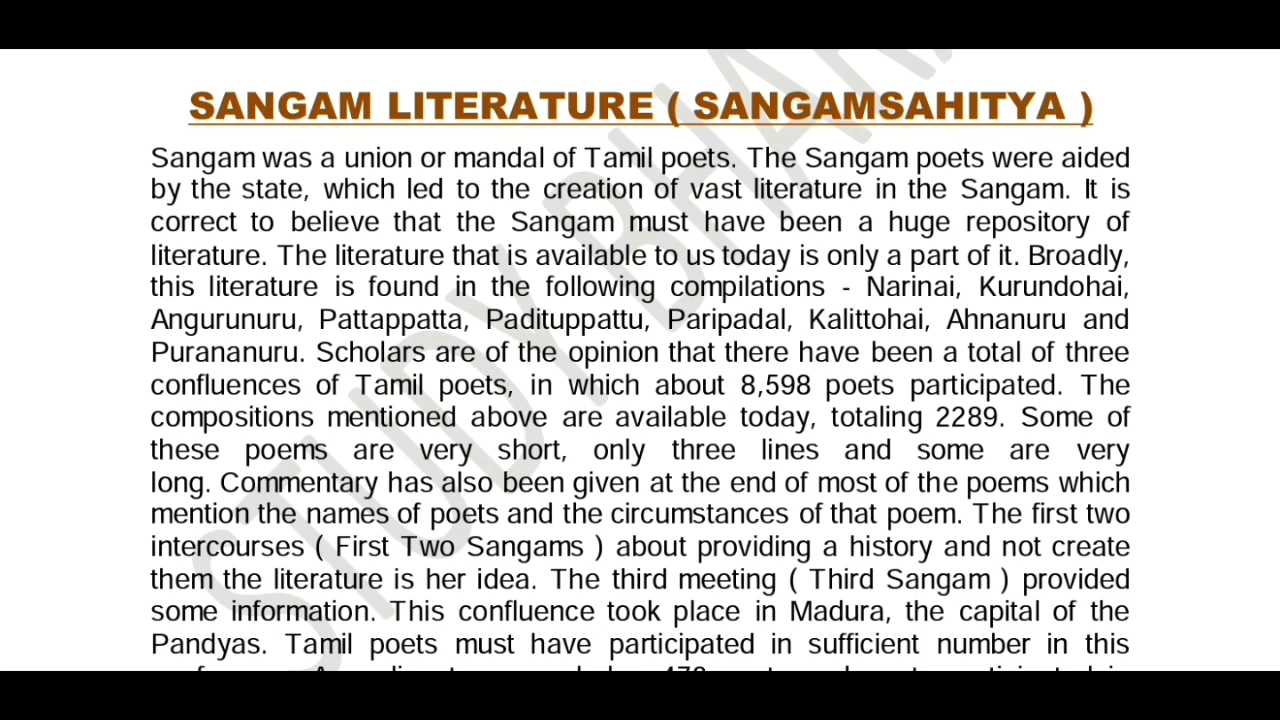 SANGAM LITERATURE ( SANGAMSAHITYA )
Sangam was a union or mandal of Tamil poets. The Sangam poets were aided
by the state, which led to the creation of vast literature in the Sangam. It is
correct to believe that the Sangam must have been a huge repository of
literature. The literature that is available to us today is only a part of it. Broadly,
this literature is found in the following compilations - Narinai, Kurundohai,
Angurunuru, Pattappatta, Padituppattu, Paripadal, Kalittohai, Ahnanuru and
Purananuru. Scholars are of the opinion that there have been a total of three
confluences of Tamil poets, in which about 8,598 poets participated. The
compositions mentioned above are available today, totaling 2289. Some of
these poems are very short, only three lines and some are very
long. Commentary has also been given at the end of most of the poems which
mention the names of poets and the circumstances of that poem. The first two
intercourses ( First Two Sangams ) about providing a history and not create
them the literature is her idea. The third meeting ( Third Sangam ) provided
some information. This confluence took place in Madura, the capital of the
Pandyas. Tamil poets must have participated in sufficient number in this
STUDY BHARA